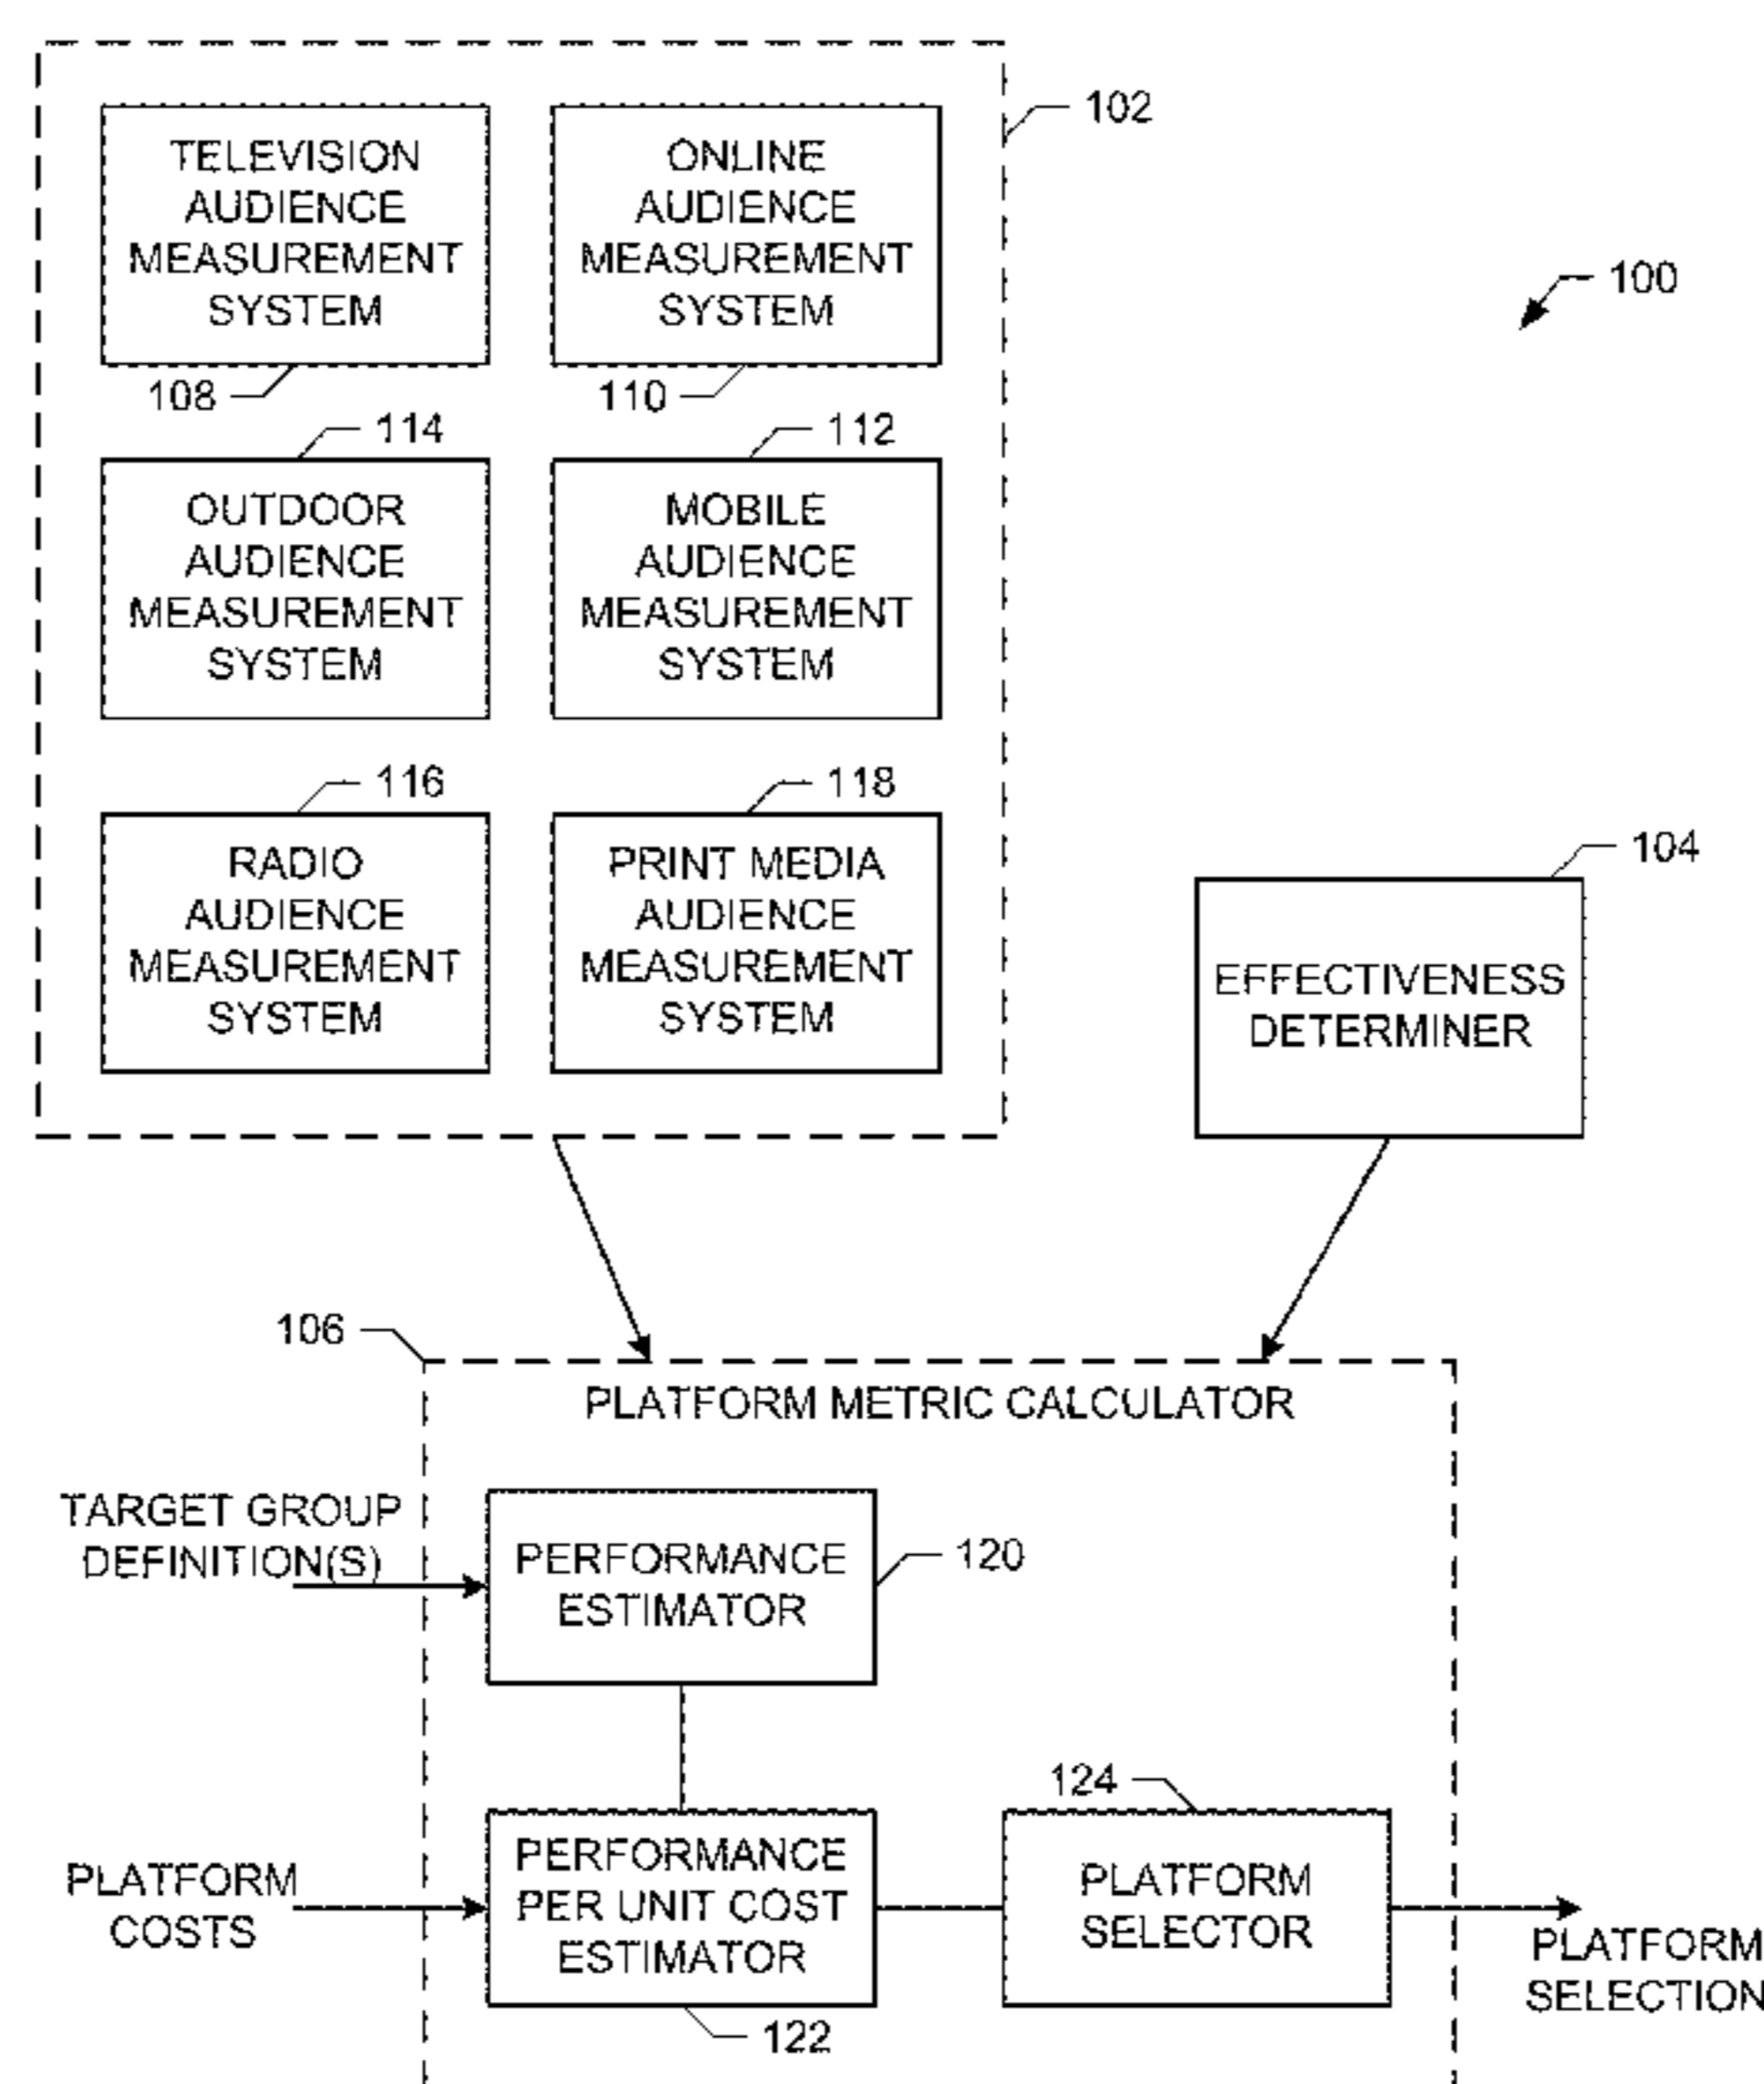 102
TELEVISION
AUDIENCE
MEASUREMENT
SYSTEM
108
ONLINE
AUDIENCE
MEASUREMENT
SYSTEM
110
100
114
OUTDOOR
AUDIENCE
MEASUREMENT
SYSTEM
112
MOBILE
AUDIENCE
MEASUREMENT
SYSTEM
116
RADIO
AUDIENCE
MEASUREMENT
SYSTEM
118
PRINT MEDIA
AUDIENCE
MEASUREMENT
SYSTEM
104
EFFECTIVENESS
DETERMINER
106
PLATFORM METRIC CALCULATOR
TARGET GROUP
DEFINITION(S)
PERFORMANCE
ESTIMATOR
120
PLATFORM
COSTS
PERFORMANCE
PER UNIT COST
ESTIMATOR
122
124
PLATFORM
SELECTOR
PLATFORM
SELECTION